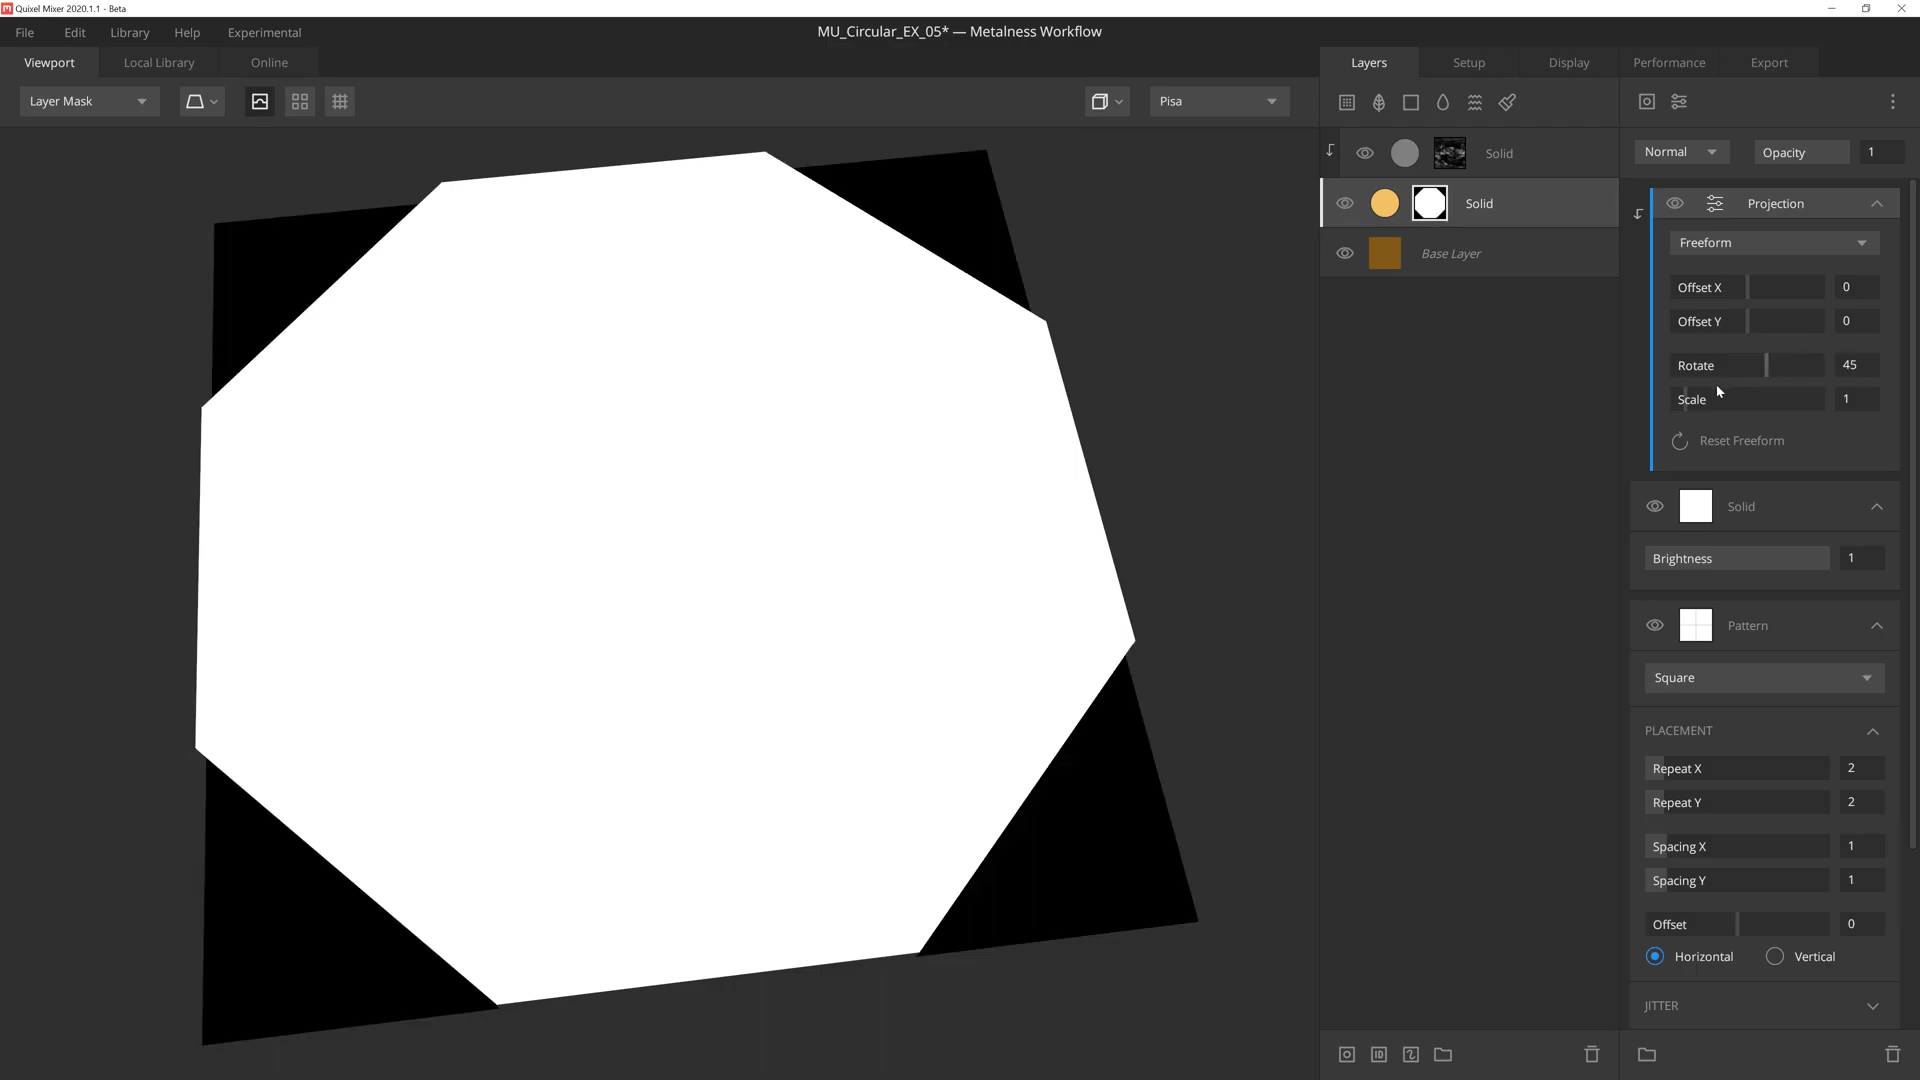 Quixel Mixer 2020.1.1 - Beta
File Edit Library Help Experimental
MU_Circular_EX_05* — Metalness Workflow
Viewport Local Library Online
Layers Setup Display Performance Export
Layer Mask
Pisa
Solid
Solid
Base Layer
Normal
Opacity 1
Projection
Freeform
Offset X 0
Offset Y 0
Rotate 45
Scale 1
Reset Freeform
Solid
Brightness 1
Pattern
Square
PLACEMENT
Repeat X 2
Repeat Y 2
Spacing X 1
Spacing Y 1
Offset 0
Horizontal Vertical
JITTER
ID